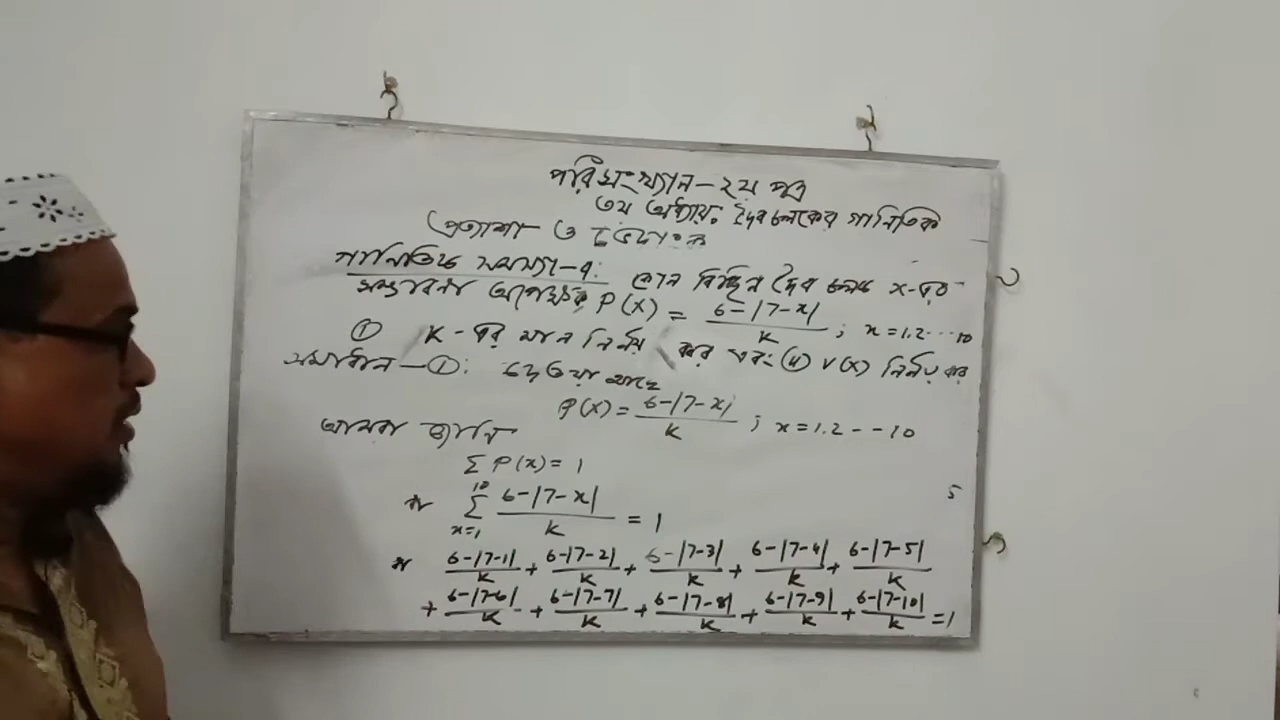 পরিসংখ্যান-২য় পত্র
৩য় অধ্যায়: দৈব চলকের গানিতিক
প্রত্যাশা ও ভেদাংক
গানিতিক সমস্যা-৭: কোন বিচ্ছিন্ন দৈব চলক x-এর
সম্ভাবনা অপেক্ষক P(X) = 6-|7-x| / K ; x=1.2...10
① K-এর মান নির্ণয় কর এবং (ii) V(X) নির্নয় কর
সমাধান-①: দেওয়া আছে
P(X) = 6-|7-x| / K ; x=1.2--10
আমরা জানি
Σ P(x) = 1
বা Σ_{x=1}^{10} 6-|7-x| / K = 1
বা 6-|7-1| / K + 6-|7-2| / K + 6-|7-3| / K + 6-|7-4| / K + 6-|7-5| / K
+ 6-|7-6| / K + 6-|7-7| / K + 6-|7-8| / K + 6-|7-9| / K + 6-|7-10| / K = 1